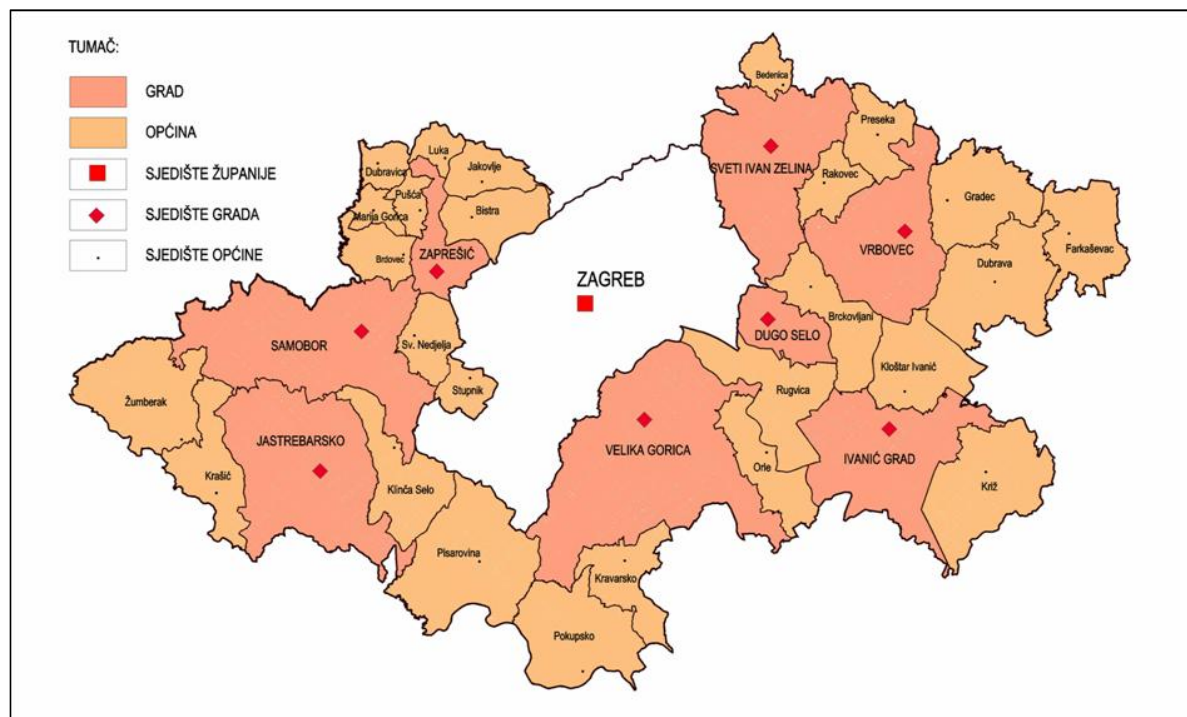 TUMAČ:
GRAD
OPĆINA
SJEDIŠTE ŽUPANIJE
SJEDIŠTE GRADA
SJEDIŠTE OPĆINE
Bedenica
Preseka
SVETI IVAN ZELINA
Rakovec
Gradec
VRBOVEC
Farkaševac
Dubrava
Luka
Dubravica
Jakovlje
Pušća
Marija Gorica
Bistra
Brdovec
ZAPREŠIĆ
ZAGREB
DUGO SELO
Brckovljani
SAMOBOR
Sv. Nedjelja
Stupnik
Kloštar Ivanić
Rugvica
Žumberak
JASTREBARSKO
VELIKA GORICA
IVANIĆ GRAD
Orle
Krašić
Klinča Selo
Križ
Pisarovina
Kravarsko
Pokupsko